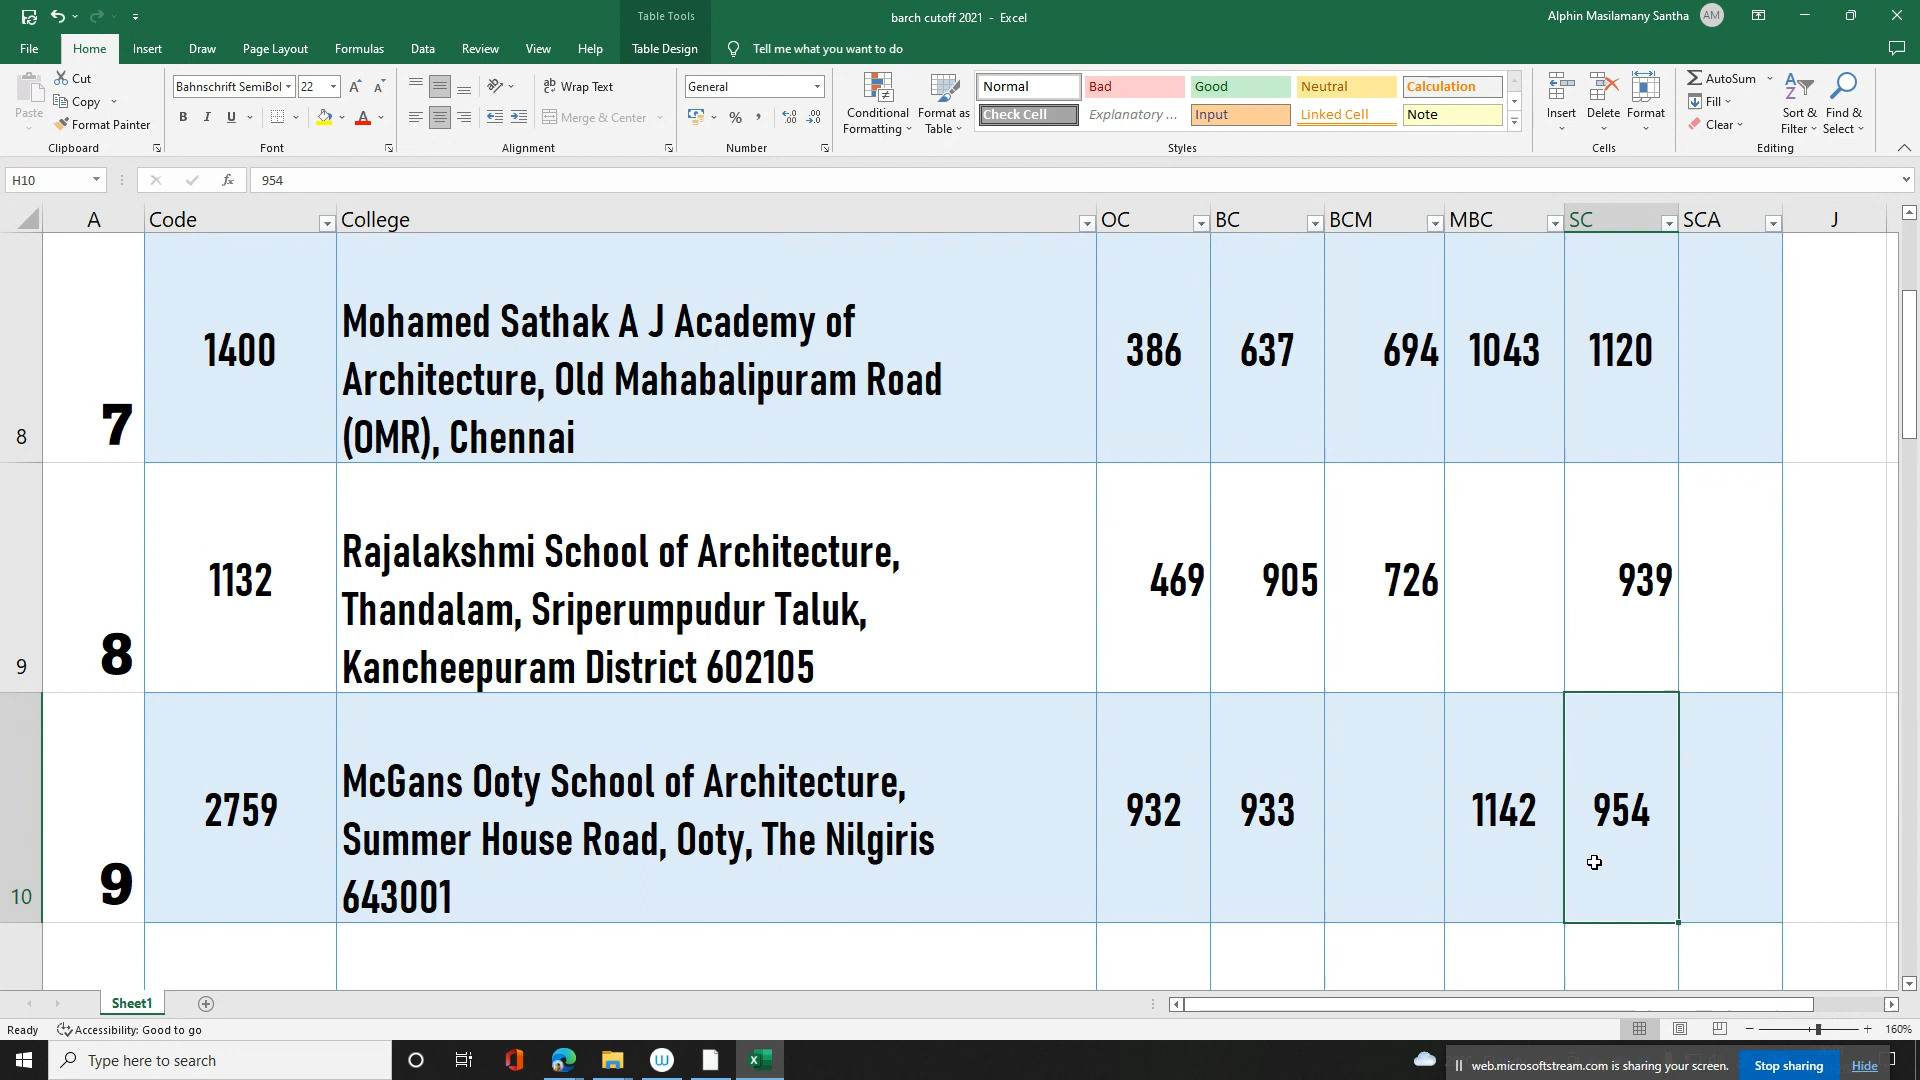 Table Tools
barch cutoff 2021 - Excel
Alphin Masilamany Santha
AM
File
Home
Insert
Draw
Page Layout
Formulas
Data
Review
View
Help
Table Design
Tell me what you want to do
Paste
Cut
Copy
Format Painter
Clipboard
Bahnschrift SemiBol
22
B I U
Font
Wrap Text
Merge & Center
Alignment
General
Number
Conditional
Formatting
Format as
Table
Normal
Bad
Good
Neutral
Calculation
Check Cell
Explanatory ...
Input
Linked Cell
Note
Styles
Insert
Delete
Format
Cells
AutoSum
Fill
Clear
Sort &
Filter
Find &
Select
Editing
H10
fx
954
A
Code
College
OC
BC
BCM
MBC
SC
SCA
J
8
7
1400
Mohamed Sathak A J Academy of
Architecture, Old Mahabalipuram Road
(OMR), Chennai
386
637
694
1043
1120
9
8
1132
Rajalakshmi School of Architecture,
Thandalam, Sriperumpudur Taluk,
Kancheepuram District 602105
469
905
726
939
10
9
2759
McGans Ooty School of Architecture,
Summer House Road, Ooty, The Nilgiris
643001
932
933
1142
954
Sheet1
Ready
Accessibility: Good to go
160%
Type here to search
web.microsoftstream.com is sharing your screen.
Stop sharing
Hide